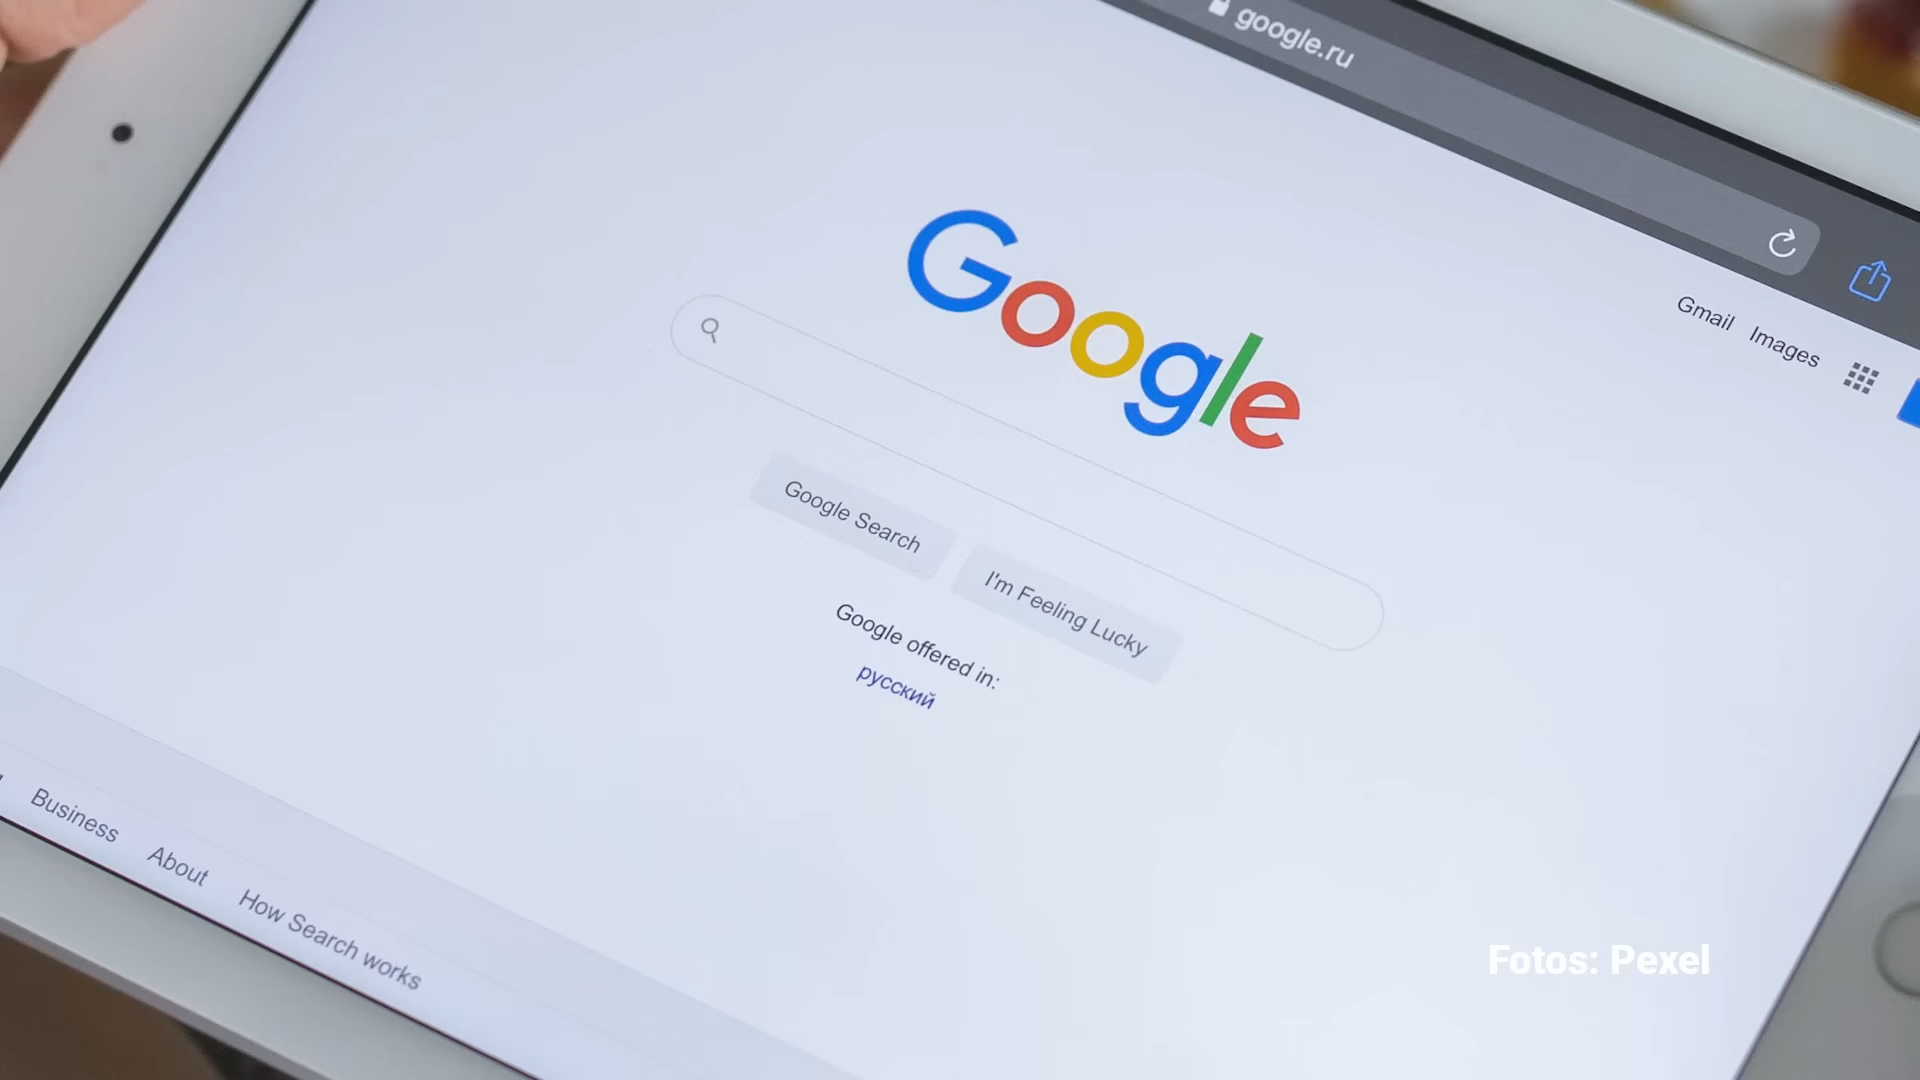 google.ru
Gmail Images
Google
Google Search
I'm Feeling Lucky
Google offered in:
русский
Business About How Search works
Fotos: Pexel